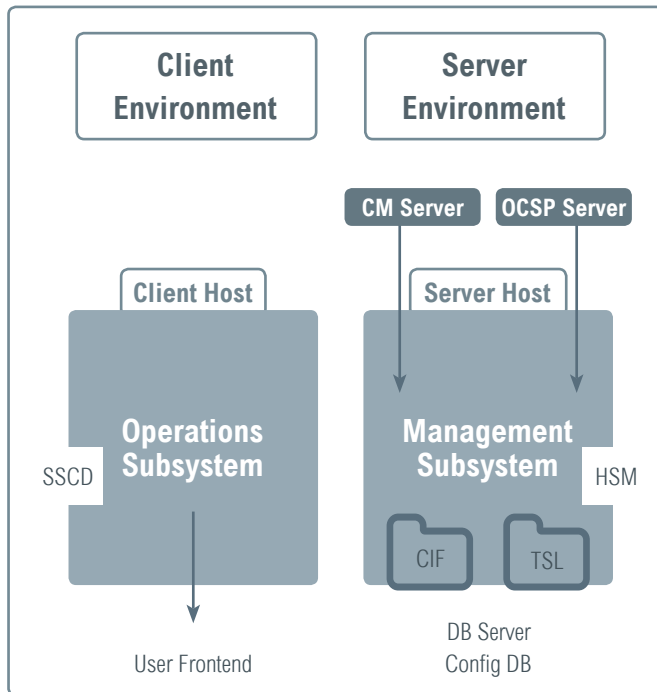 Client
Environment
Server
Environment
CM Server
OCSP Server
Client Host
Server Host
Operations
Subsystem
Management
Subsystem
SSCD
HSM
CIF
TSL
User Frontend
DB Server
Config DB